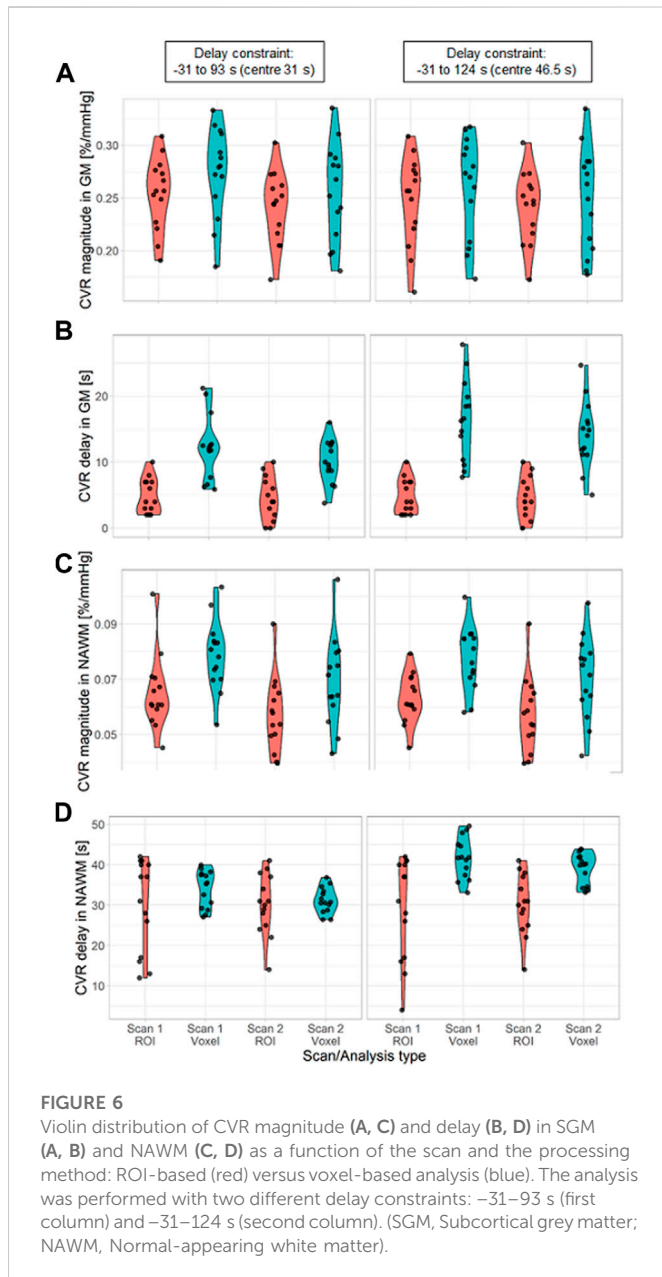 Delay constraint:
-31 to 93 s (centre 31 s)
Delay constraint:
-31 to 124 s (centre 46.5 s)
A
CVR magnitude in GM [%/mmHg]
0.30
0.25
0.20
B
CVR delay in GM [s]
20
10
0
C
CVR magnitude in NAWM [%/mmHg]
0.09
0.07
0.05
D
CVR delay in NAWM [s]
50
40
30
20
10
Scan 1 ROI
Scan 1 Voxel
Scan 2 ROI
Scan 2 Voxel
Scan 1 ROI
Scan 1 Voxel
Scan 2 ROI
Scan 2 Voxel
Scan/Analysis type
FIGURE 6
Violin distribution of CVR magnitude (A, C) and delay (B, D) in SGM
(A, B) and NAWM (C, D) as a function of the scan and the processing
method: ROI-based (red) versus voxel-based analysis (blue). The analysis
was performed with two different delay constraints: −31–93 s (first
column) and −31–124 s (second column). (SGM, Subcortical grey matter;
NAWM, Normal-appearing white matter).